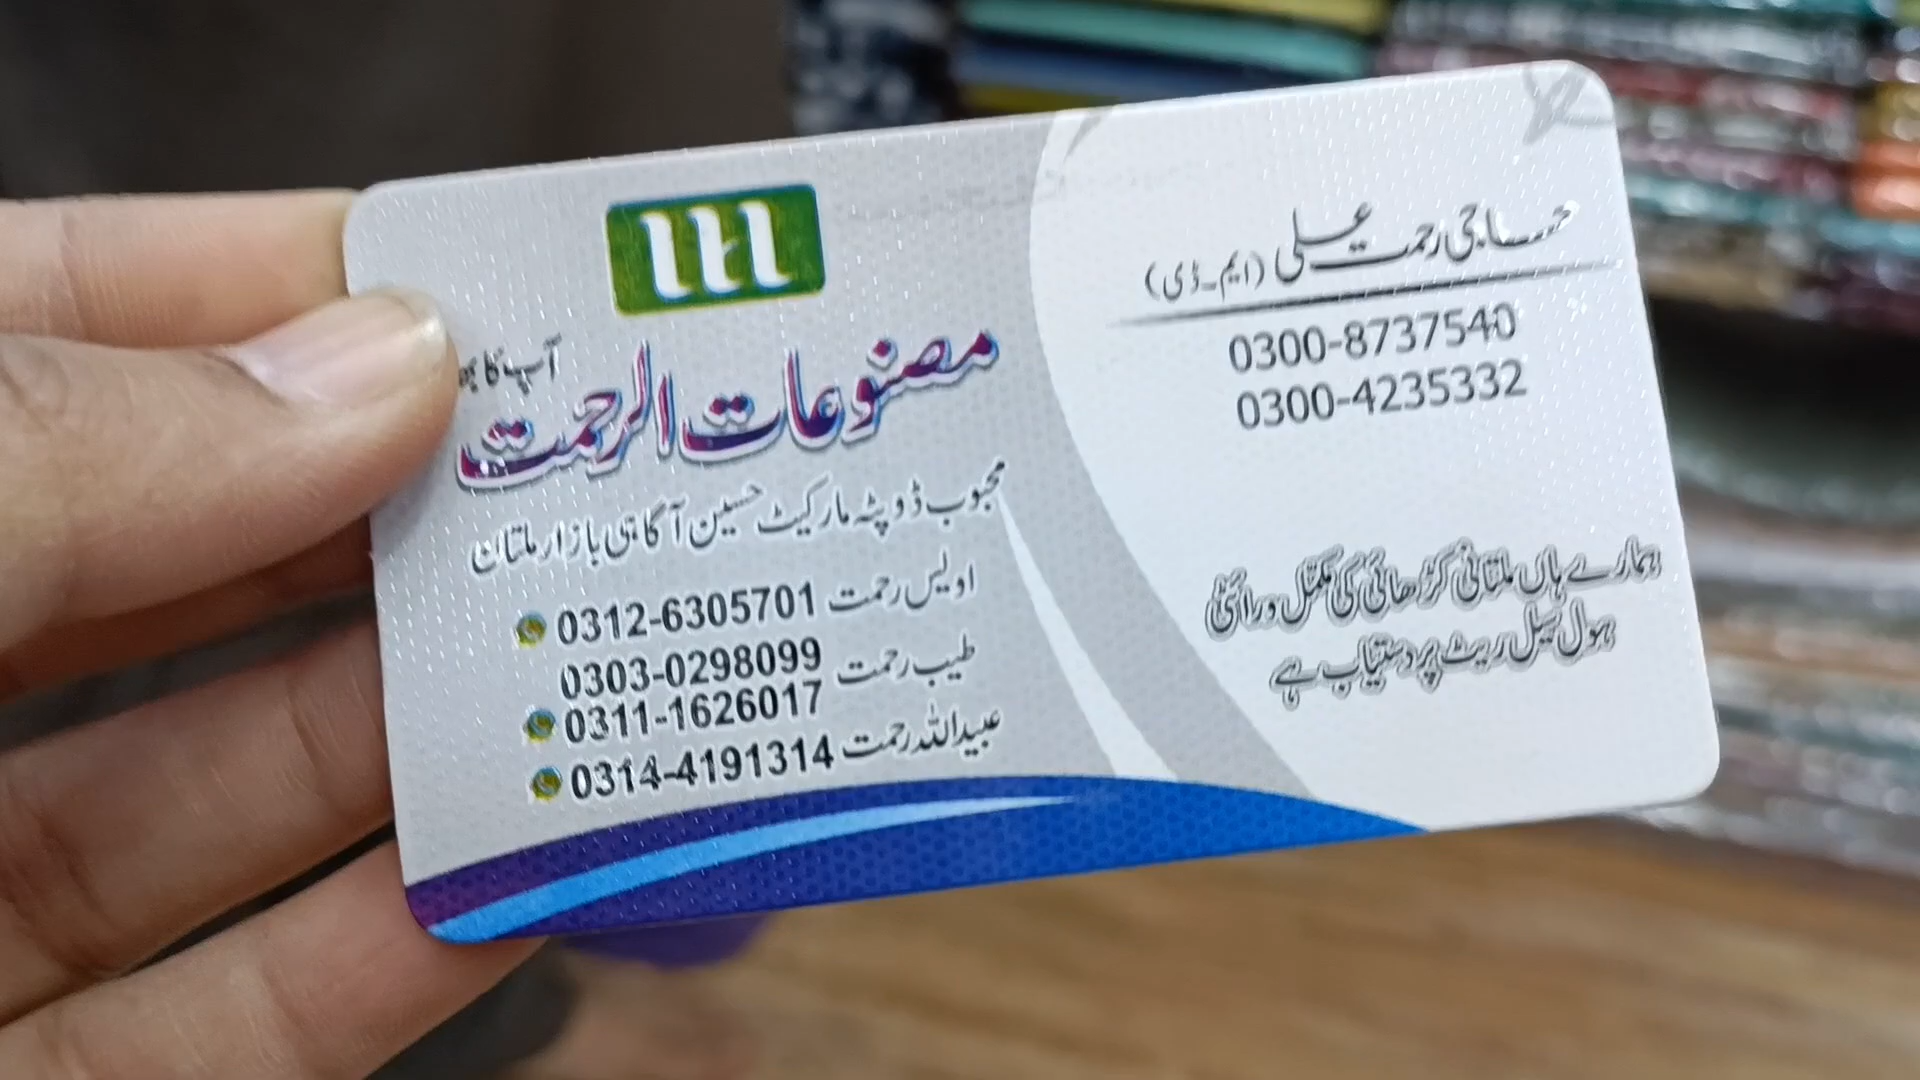 حاجی رحمت علی (ایم۔ڈی)
0300-8737540
0300-4235332
آپ کا
مصنوعات الرحمت
محبوب ڈوپٹہ مارکیٹ حسین آگاہی بازار ملتان
اویس رحمت 0312-6305701
طیب رحمت 0303-0298099
0311-1626017
عبیداللہ رحمت 0314-4191314
ہمارے ہاں ملتانی کڑھائی کی مکمل ورائٹی
ہول سیل ریٹ پر دستیاب ہے